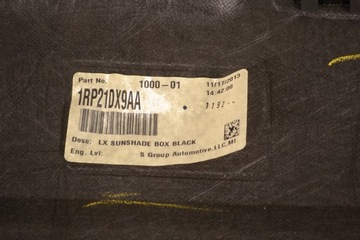 Part No. 1000-01 11/17/2013
14:42:00
1RP21DX9AA
Desc: LX SUNSHADE BOX BLACK
Eng. Lvl: S Group Automotive, LLC, MI